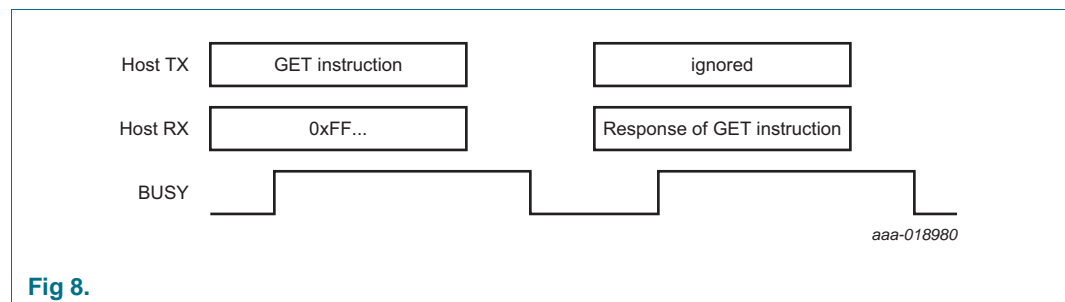 Host TX GET instruction ignored
Host RX 0xFF... Response of GET instruction
BUSY
aaa-018980
Fig 8.